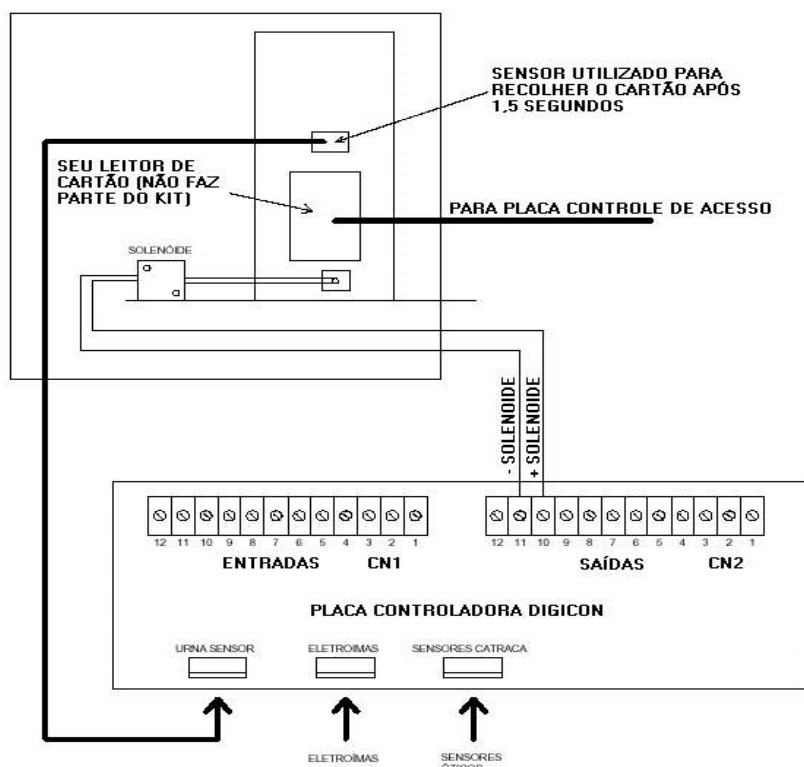 SENSOR UTILIZADO PARA
RECOLHER O CARTÃO APÓS
1,5 SEGUNDOS
SEU LEITOR DE
CARTÃO (NÃO FAZ
PARTE DO KIT)
PARA PLACA CONTROLE DE ACESSO
SOLENÓIDE
- SOLENOIDE
+ SOLENOIDE
12 11 10 9 8 7 6 5 4 3 2 1
12 11 10 9 8 7 6 5 4 3 2 1
ENTRADAS CN1
SAÍDAS CN2
PLACA CONTROLADORA DIGICON
URNA SENSOR
ELETROIMAS
SENSORES CATRACA
ELETROÍMAS
SENSORES